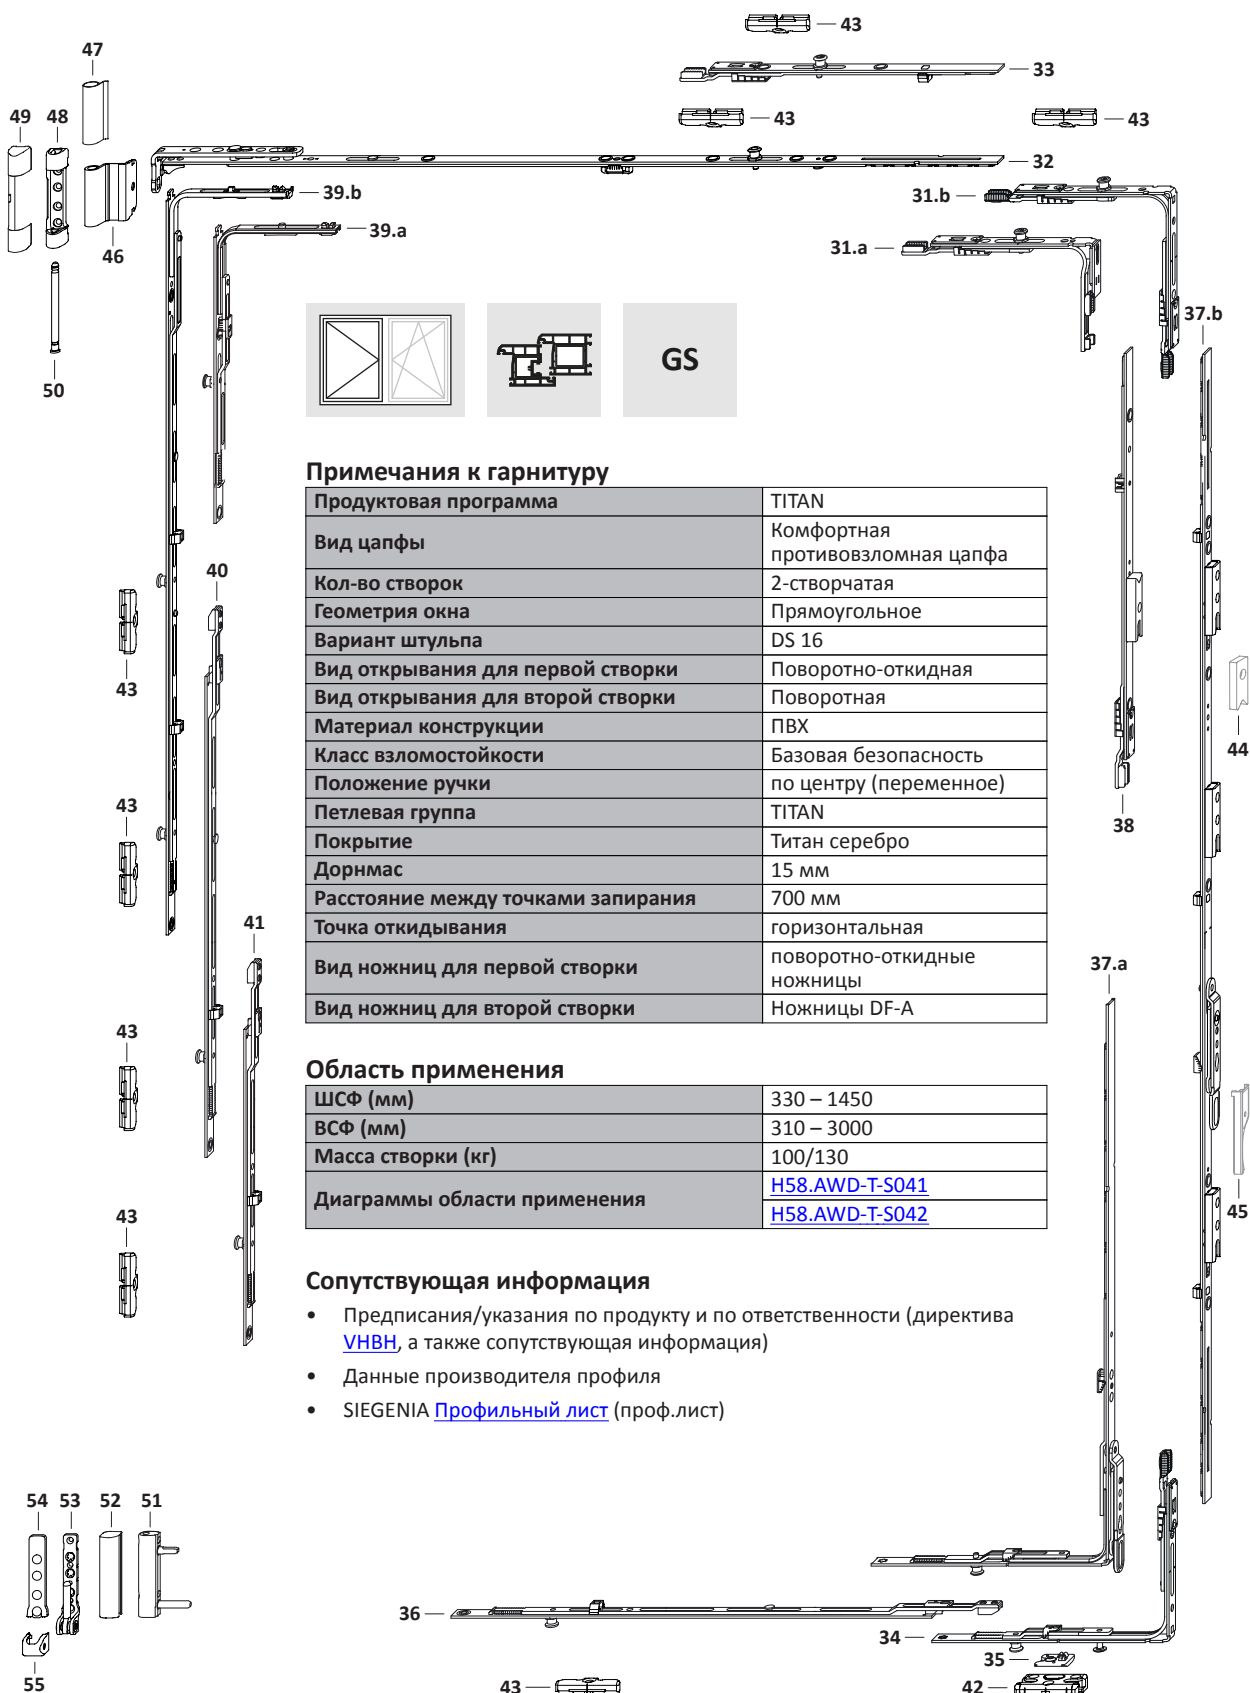 43
47
33
49 48
43
43
32
39.b
31.b
39.a
46
31.a
37.b
50
GS
Примечания к гарнитуру
Продуктовая программа TITAN
Вид цапфы Комфортная
противовзломная цапфа
Кол-во створок 2-створчатая
Геометрия окна Прямоугольное
Вариант штульпа DS 16
Вид открывания для первой створки Поворотно-откидная
Вид открывания для второй створки Поворотная
Материал конструкции ПВХ
Класс взломостойкости Базовая безопасность
Положение ручки по центру (переменное)
Петлевая группа TITAN
Покрытие Титан серебро
Дорнмас 15 мм
Расстояние между точками запирания 700 мм
Точка откидывания горизонтальная
Вид ножниц для первой створки поворотно-откидные
ножницы
Вид ножниц для второй створки Ножницы DF-A
40
43
44
43
38
41
37.a
43
Область применения
ШСФ (мм) 330 – 1450
ВСФ (мм) 310 – 3000
Масса створки (кг) 100/130
Диаграммы области применения H58.AWD-T-S041
H58.AWD-T-S042
43
45
Сопутствующая информация
• Предписания/указания по продукту и по ответственности (директива
VHBH, а также сопутствующая информация)
• Данные производителя профиля
• SIEGENIA Профильный лист (проф.лист)
54 53 52 51
36
34
35
55
43
42